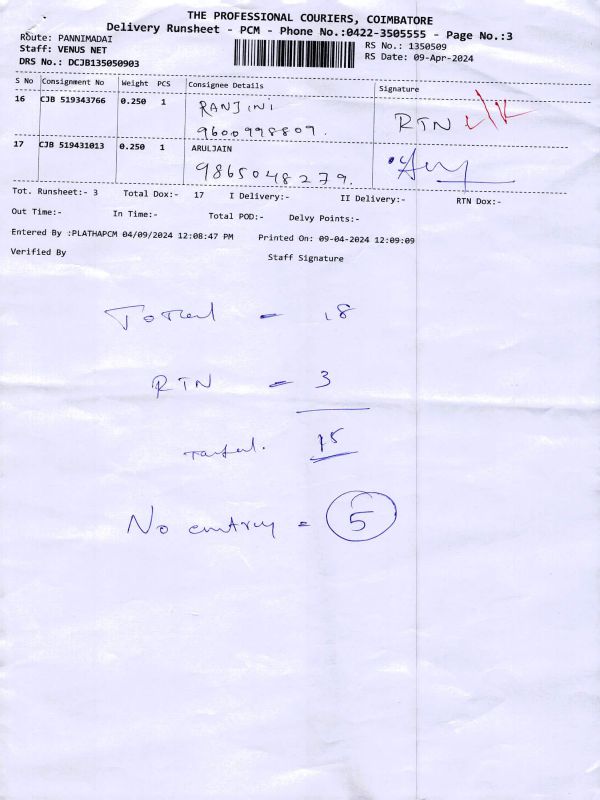 THE PROFESSIONAL COURIERS, COIMBATORE
Delivery Runsheet - PCM - Phone No.:0422-3505555 - Page No.:3
Route: PANNIMADAI
Staff: VENUS NET
DRS No.: DCJB135050903
RS No.: 1350509
RS Date: 09-Apr-2024
S No Consignment No Weight PCS Consignee Details Signature
16 CJB 519343766 0.250 1 RANJINI RTN
9600998809.
17 CJB 519431013 0.250 1 ARULJAIN
9865048279.
Tot. Runsheet:- 3 Total Dox:- 17 I Delivery:- II Delivery:- RTN Dox:-
Out Time:- In Time:- Total POD:- Delvy Points:-
Entered By :PLATHAPCM 04/09/2024 12:08:47 PM Printed On: 09-04-2024 12:09:09
Verified By Staff Signature
Total = 18
RTN = 3
15
No entry = 5